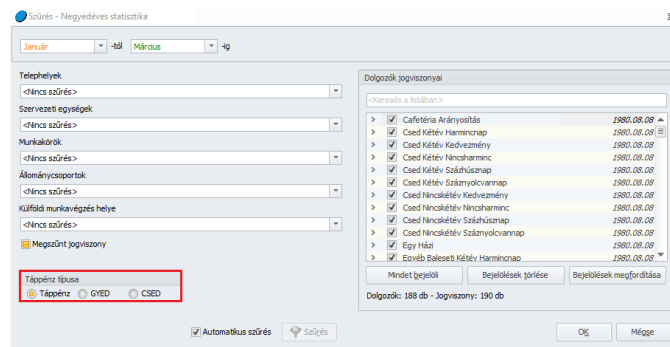 Szűrés - Negyedéves statisztika
Január -tól Március -ig
Telephelyek
<Nincs szűrés>
Szervezeti egységek
<Nincs szűrés>
Munkakörök
<Nincs szűrés>
Állománycsoportok
<Nincs szűrés>
Külföldi munkavégzés helye
<Nincs szűrés>
Megszűnt jogviszony
Táppénz típusa
Táppénz GYED CSED
Dolgozók jogviszonyai
<Keresés a listában>
Cafetéria Arányosítás 1980.08.08
Csed Kétév Harmincnap 1980.08.08
Csed Kétév Kedvezmény 1980.08.08
Csed Kétév Nincsharminc 1980.08.08
Csed Kétév Százhúsznap 1980.08.08
Csed Kétév Száznyolcvannap 1980.08.08
Csed Nincskétév Kedvezmény 1980.08.08
Csed Nincskétév Nincsharminc 1980.08.08
Csed Nincskétév Százhúsznap 1980.08.08
Csed Nincskétév Száznyolcvannap 1980.08.08
Egy Házi 1980.08.08
Egyéb Baleseti Kétév Harmincnap 1980.08.08
Mindet bejelöli Bejelölések törlése Bejelölések megfordítása
Dolgozók: 188 db - Jogviszony: 190 db
Automatikus szűrés Szűrés OK Mégse